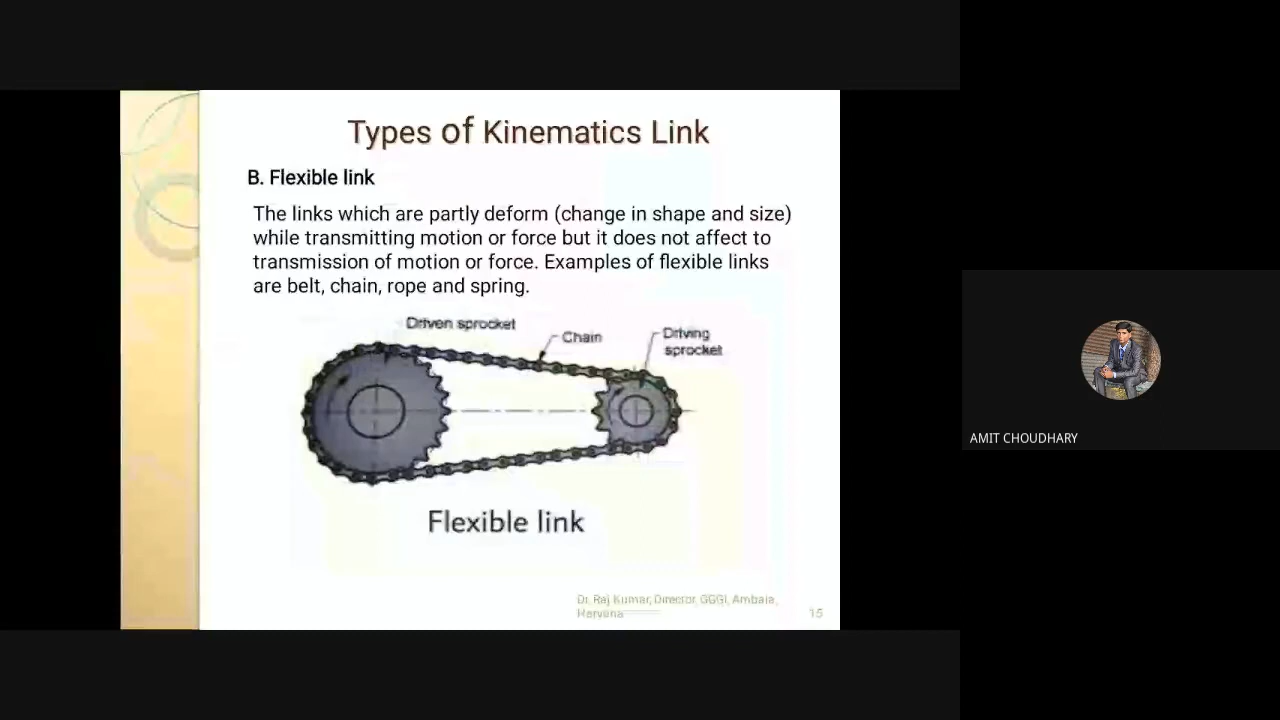 Types of Kinematics Link
B. Flexible link
The links which are partly deform (change in shape and size)
while transmitting motion or force but it does not affect to
transmission of motion or force. Examples of flexible links
are belt, chain, rope and spring.
Driven sprocket
Chain
Driving
sprocket
Flexible link
Dr. Raj Kumar, Director, GGGI, Ambala,
Haryana
15
AMIT CHOUDHARY